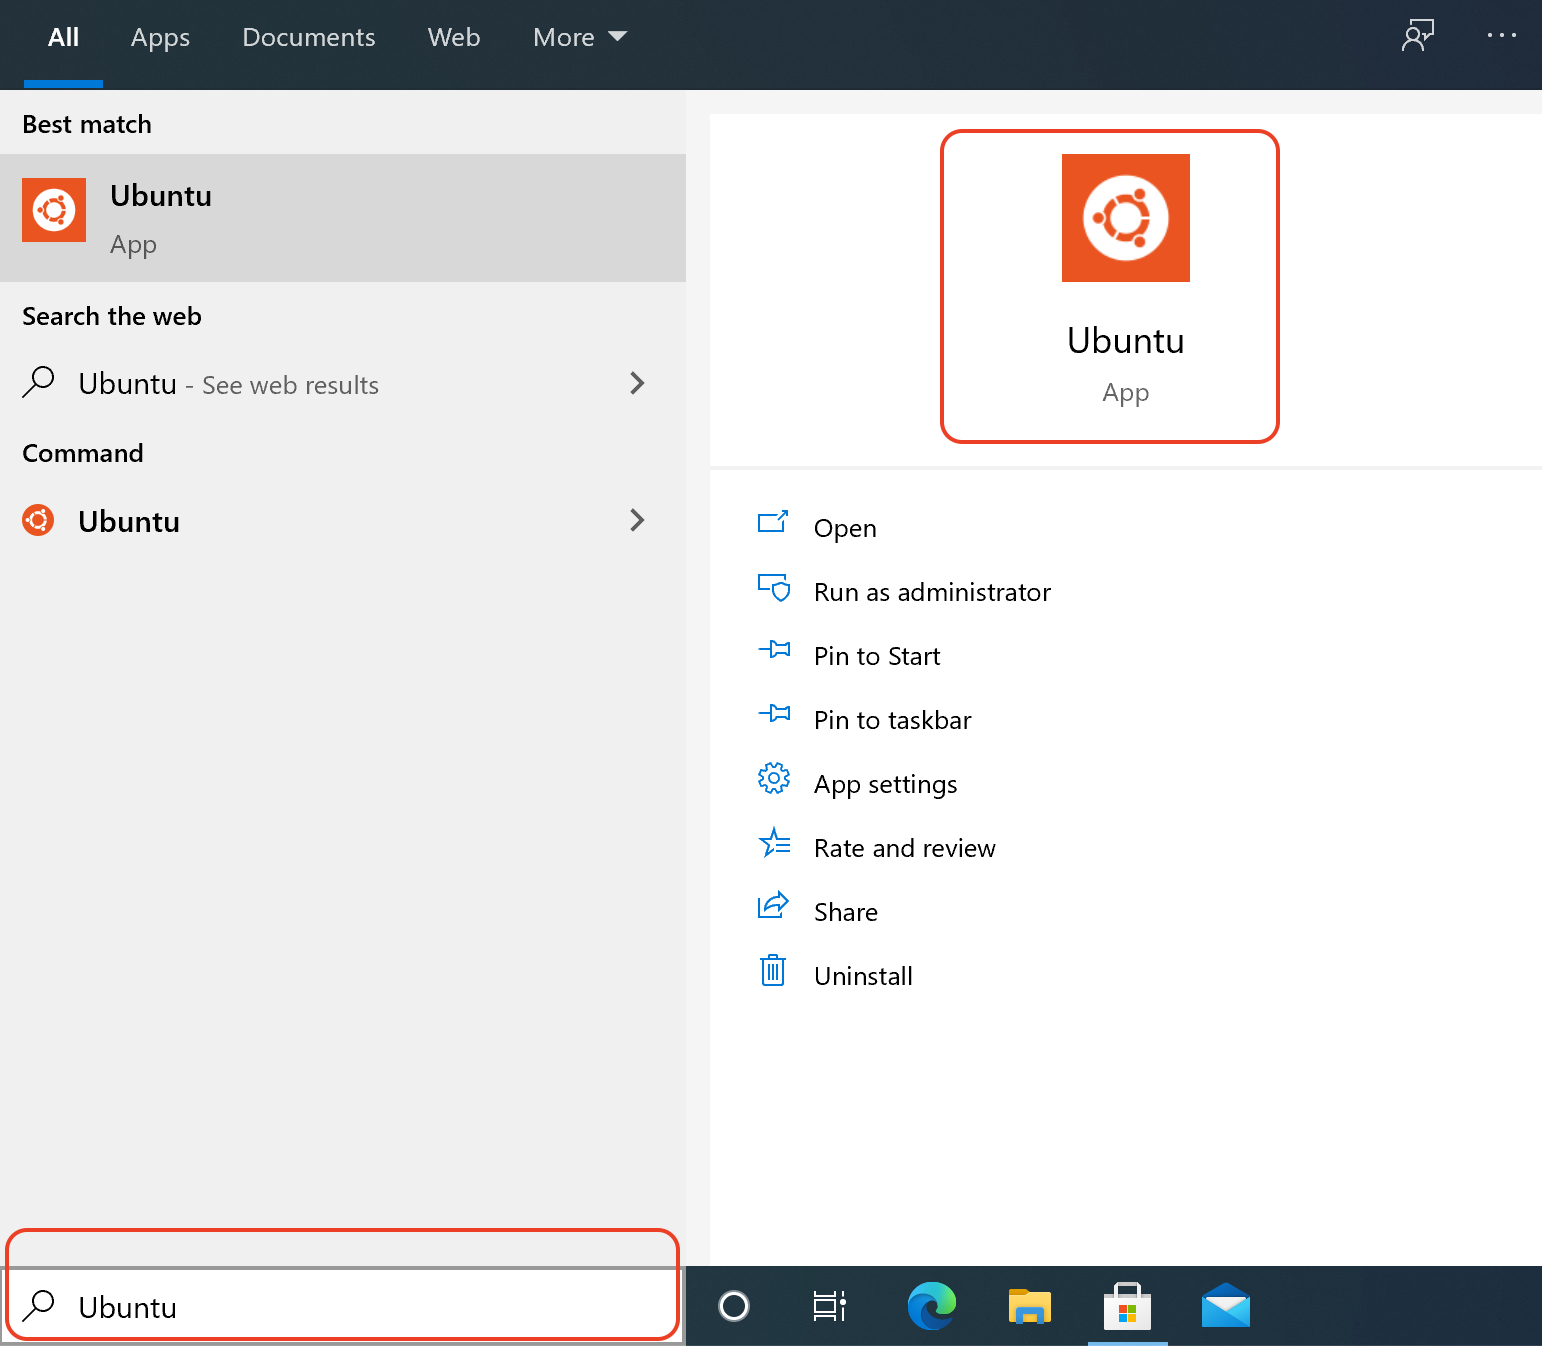 All Apps Documents Web More
Best match
Ubuntu
App
Search the web
Ubuntu - See web results
Command
Ubuntu
Ubuntu
Ubuntu
App
Open
Run as administrator
Pin to Start
Pin to taskbar
App settings
Rate and review
Share
Uninstall